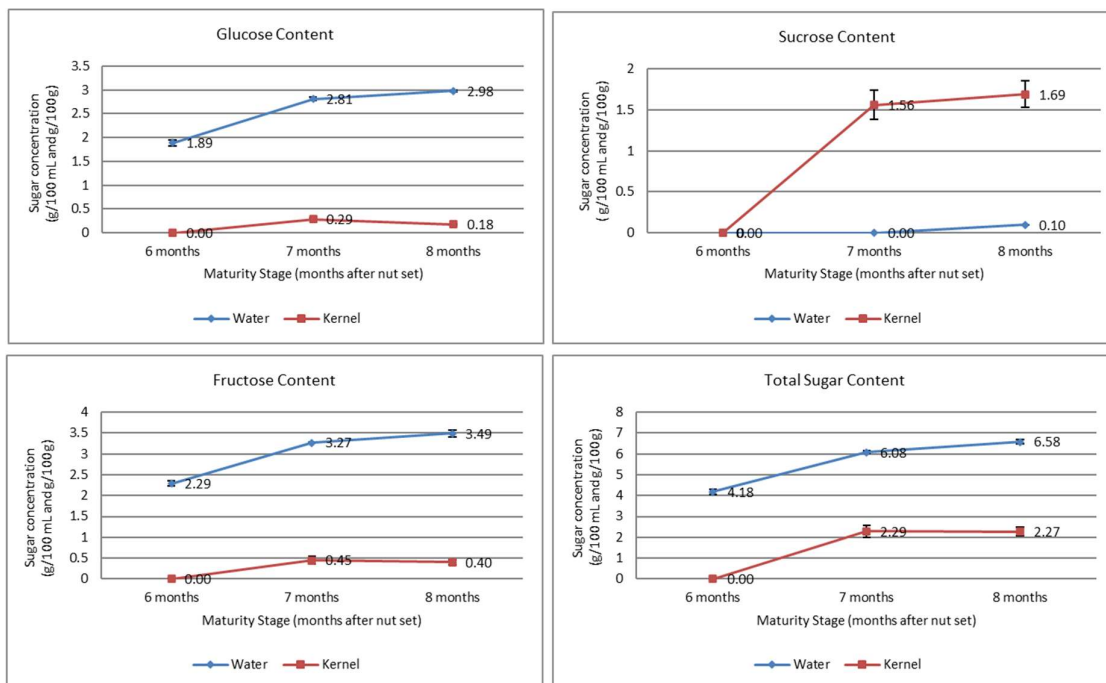 Glucose Content
Sugar concentration
(g/100 mL and g/100g)
3.5
3
2.5
2
1.5
1
0.5
0
1.89
2.81
2.98
0.00
0.29
0.18
6 months
7 months
8 months
Maturity Stage (months after nut set)
Water
Kernel
Sucrose Content
Sugar concentration
( g/100 mL and g/100g)
2
1.5
1
0.5
0
1.56
1.69
0.00
0.00
0.10
6 months
7 months
8 months
Maturity Stage (months after nut set)
Water
Kernel
Fructose Content
Sugar concentration
(g/100 mL and g/100g)
4
3.5
3
2.5
2
1.5
1
0.5
0
2.29
3.27
3.49
0.00
0.45
0.40
6 months
7 months
8 months
Maturity Stage (months after nut set)
Water
Kernel
Total Sugar Content
Sugar concentration
(g/100 mL and g/100g)
8
7
6
5
4
3
2
1
0
4.18
6.08
6.58
0.00
2.29
2.27
6 months
7 months
8 months
Maturity Stage (months after nut set)
Water
Kernel